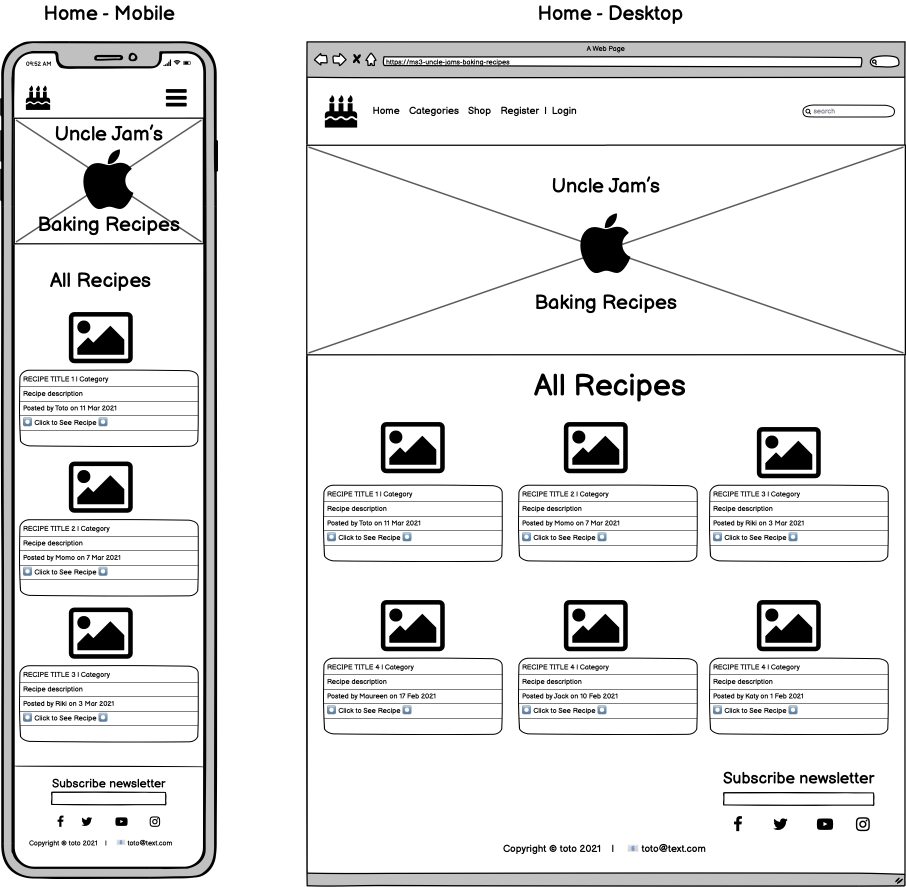 Home - Mobile
09:52 AM
Uncle Jam's
Baking Recipes
All Recipes
RECIPE TITLE 1 | Category
Recipe description
Posted by Toto on 11 Mar 2021
Click to See Recipe
RECIPE TITLE 2 | Category
Recipe description
Posted by Momo on 7 Mar 2021
Click to See Recipe
RECIPE TITLE 3 | Category
Recipe description
Posted by Riki on 3 Mar 2021
Click to See Recipe
Subscribe newsletter
Copyright © toto 2021 | toto@text.com
Home - Desktop
A Web Page
https://ms3-uncle-jams-baking-recipes
Home Categories Shop Register | Login
search
Uncle Jam's
Baking Recipes
All Recipes
RECIPE TITLE 1 | Category
Recipe description
Posted by Toto on 11 Mar 2021
Click to See Recipe
RECIPE TITLE 2 | Category
Recipe description
Posted by Momo on 7 Mar 2021
Click to See Recipe
RECIPE TITLE 3 | Category
Recipe description
Posted by Riki on 3 Mar 2021
Click to See Recipe
RECIPE TITLE 4 | Category
Recipe description
Posted by Maureen on 17 Feb 2021
Click to See Recipe
RECIPE TITLE 4 | Category
Recipe description
Posted by Jack on 10 Feb 2021
Click to See Recipe
RECIPE TITLE 4 | Category
Recipe description
Posted by Katy on 1 Feb 2021
Click to See Recipe
Subscribe newsletter
Copyright © toto 2021 | toto@text.com